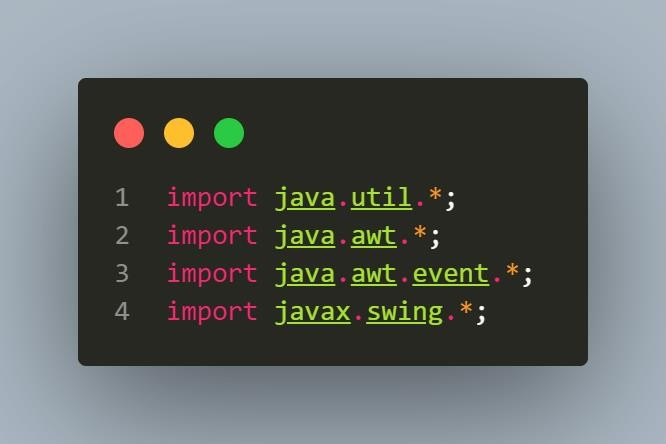 1 import java.util.*;
2 import java.awt.*;
3 import java.awt.event.*;
4 import javax.swing.*;